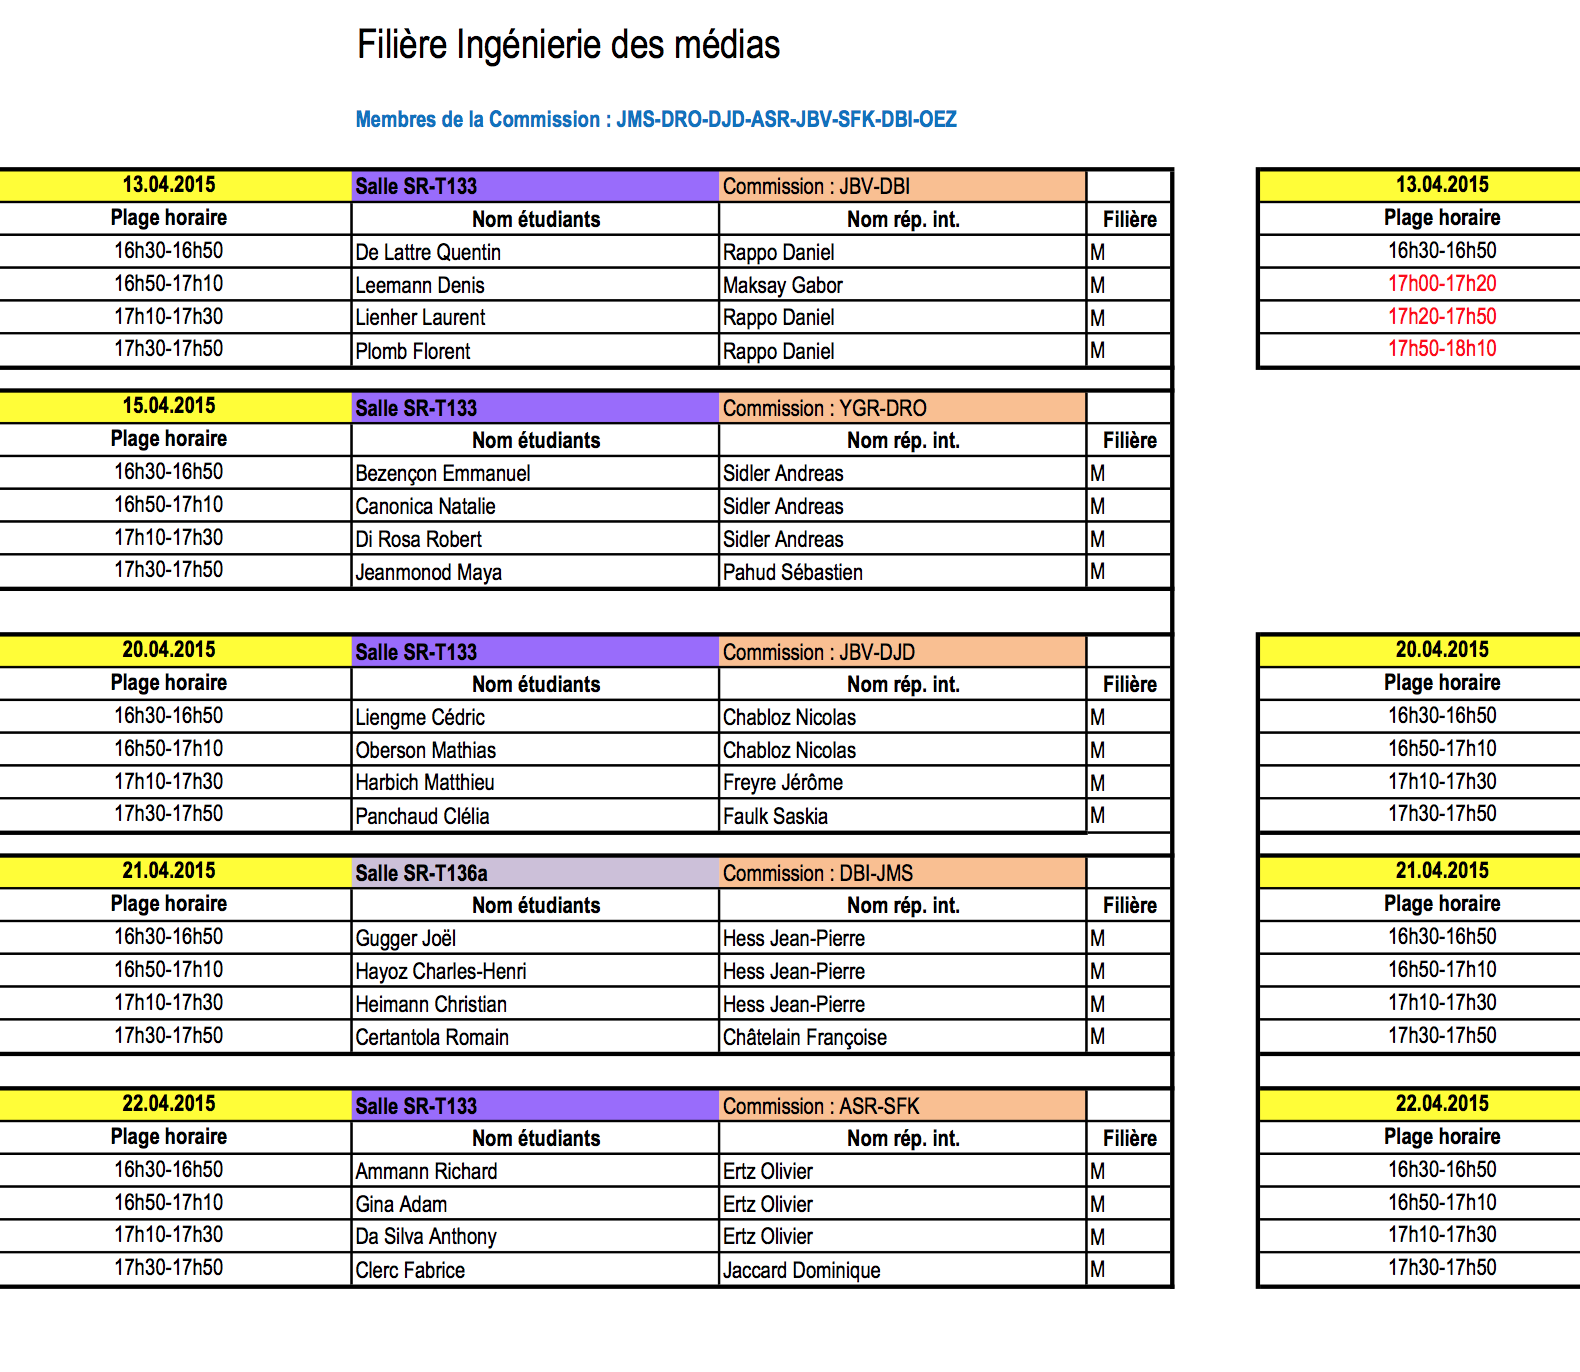 Filière Ingénierie des médias
Membres de la Commission : JMS-DRO-DJD-ASR-JBV-SFK-DBI-OEZ
13.04.2015 Salle SR-T133 Commission : JBV-DBI 13.04.2015
Plage horaire Nom étudiants Nom rép. int. Filière Plage horaire
16h30-16h50 De Lattre Quentin Rappo Daniel M 16h30-16h50
16h50-17h10 Leemann Denis Maksay Gabor M 17h00-17h20
17h10-17h30 Lienher Laurent Rappo Daniel M 17h20-17h50
17h30-17h50 Plomb Florent Rappo Daniel M 17h50-18h10
15.04.2015 Salle SR-T133 Commission : YGR-DRO
Plage horaire Nom étudiants Nom rép. int. Filière
16h30-16h50 Bezençon Emmanuel Sidler Andreas M
16h50-17h10 Canonica Natalie Sidler Andreas M
17h10-17h30 Di Rosa Robert Sidler Andreas M
17h30-17h50 Jeanmonod Maya Pahud Sébastien M
20.04.2015 Salle SR-T133 Commission : JBV-DJD 20.04.2015
Plage horaire Nom étudiants Nom rép. int. Filière Plage horaire
16h30-16h50 Liengme Cédric Chabloz Nicolas M 16h30-16h50
16h50-17h10 Oberson Mathias Chabloz Nicolas M 16h50-17h10
17h10-17h30 Harbich Matthieu Freyre Jérôme M 17h10-17h30
17h30-17h50 Panchaud Clélia Faulk Saskia M 17h30-17h50
21.04.2015 Salle SR-T136a Commission : DBI-JMS 21.04.2015
Plage horaire Nom étudiants Nom rép. int. Filière Plage horaire
16h30-16h50 Gugger Joël Hess Jean-Pierre M 16h30-16h50
16h50-17h10 Hayoz Charles-Henri Hess Jean-Pierre M 16h50-17h10
17h10-17h30 Heimann Christian Hess Jean-Pierre M 17h10-17h30
17h30-17h50 Certantola Romain Châtelain Françoise M 17h30-17h50
22.04.2015 Salle SR-T133 Commission : ASR-SFK 22.04.2015
Plage horaire Nom étudiants Nom rép. int. Filière Plage horaire
16h30-16h50 Ammann Richard Ertz Olivier M 16h30-16h50
16h50-17h10 Gina Adam Ertz Olivier M 16h50-17h10
17h10-17h30 Da Silva Anthony Ertz Olivier M 17h10-17h30
17h30-17h50 Clerc Fabrice Jaccard Dominique M 17h30-17h50